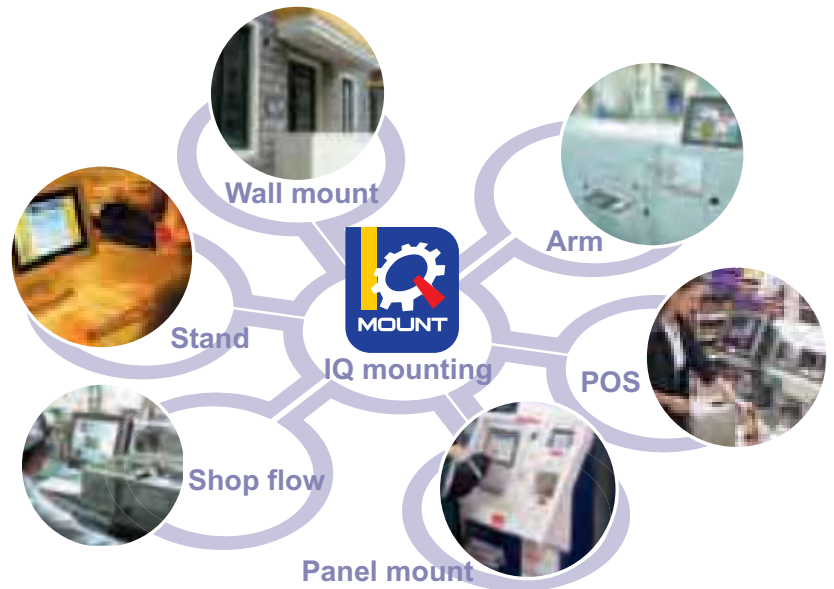 Wall mount
Arm
Stand
MOUNT
IQ mounting
POS
Shop flow
Panel mount